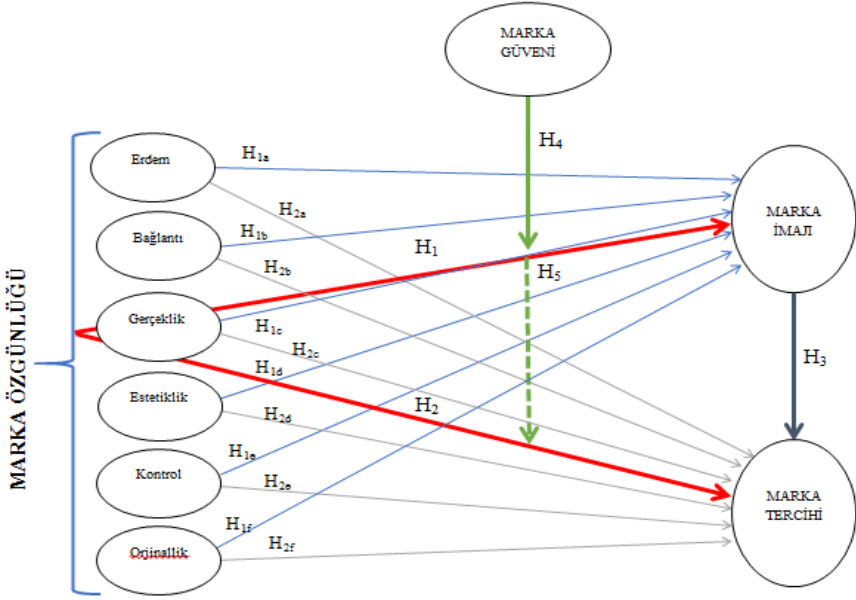 MARKA
GÜVENİ
H4
Erdem
H1a
H2a
MARKA
İMAJI
Bağlantı
H1b
H1
H2b
H5
MARKA ÖZGÜNLÜĞÜ
Gerçeklik
H1c
H2c
H3
H1d
Estetiklik
H2
H2d
H1e
Kontrol
H2e
MARKA
TERCİHİ
H1f
Orjinallik
H2f